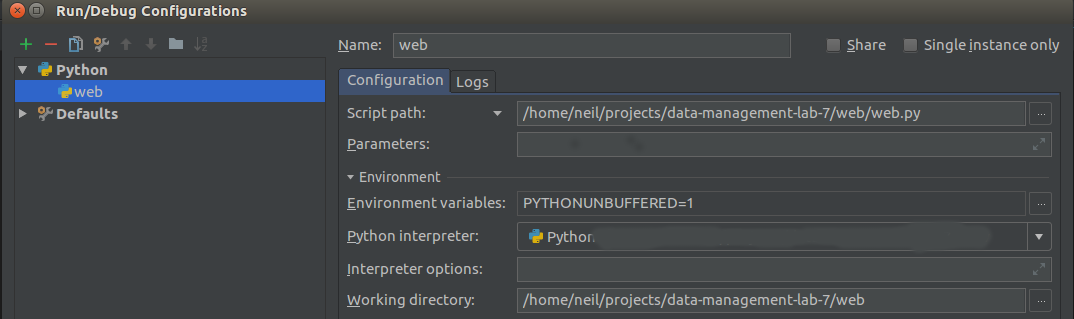 Run/Debug Configurations
Name: web Share Single instance only
Python
web
Defaults
Configuration Logs
Script path: /home/neil/projects/data-management-lab-7/web/web.py ...
Parameters:
Environment
Environment variables: PYTHONUNBUFFERED=1 ...
Python interpreter: Python
Interpreter options:
Working directory: /home/neil/projects/data-management-lab-7/web ...